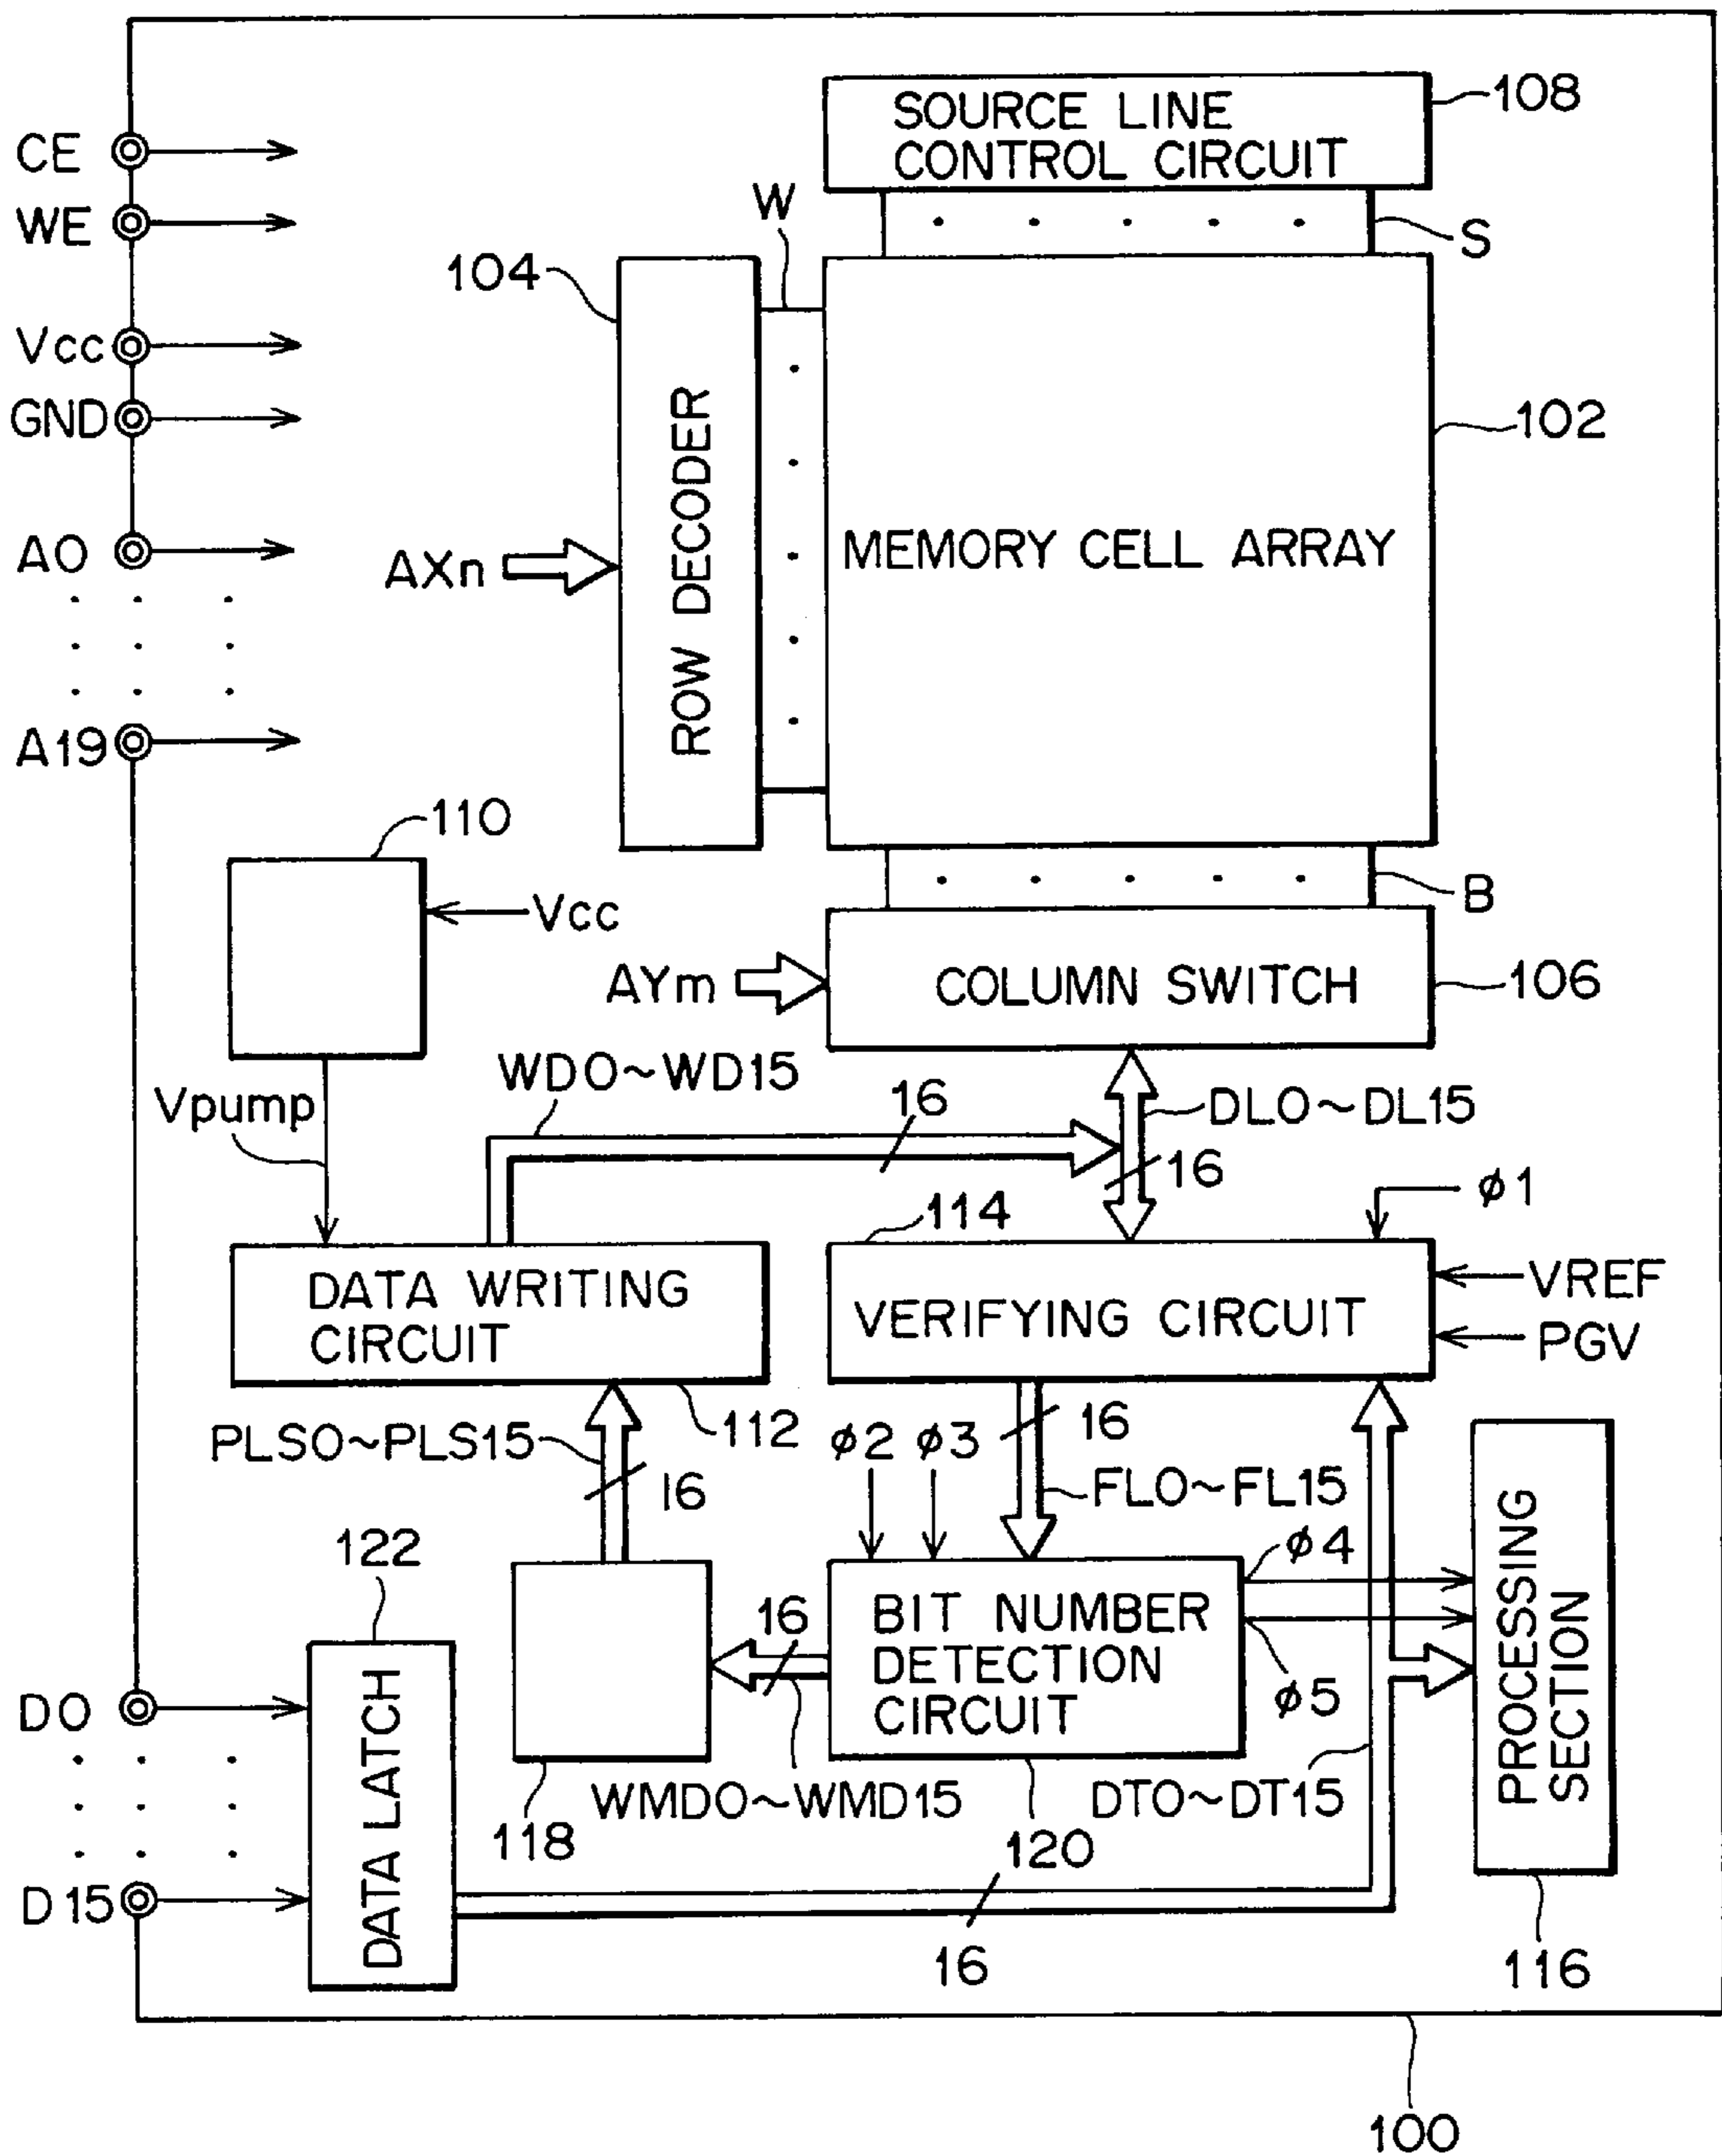 SOURCE LINE
CONTROL CIRCUIT
108
CE
WE
W
S
104
Vcc
GND
102
ROW DECODER
MEMORY CELL ARRAY
A0
AXn
A19
110
Vcc
B
AYm
COLUMN SWITCH
106
WD0~WD15
Vpump
16
DL0~DL15
16
φ1
114
DATA WRITING
CIRCUIT
VERIFYING CIRCUIT
VREF
PGV
PLS0~PLS15
112
16
φ2
φ3
16
FL0~FL15
122
φ4
16
BIT NUMBER
DETECTION
CIRCUIT
φ5
PROCESSING
SECTION
D0
DATA LATCH
118
WMD0~WMD15
120
DT0~DT15
D15
16
116
100